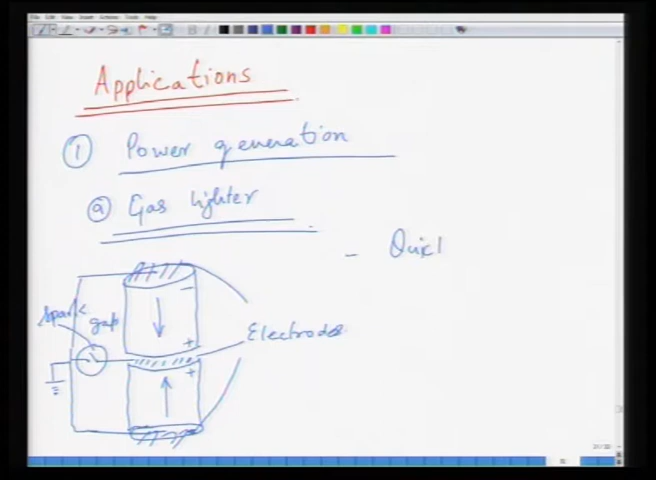 Applications
① Power generation
ⓐ Gas lighter
- Quick
Spark
gap
Electrodes
-
+
+